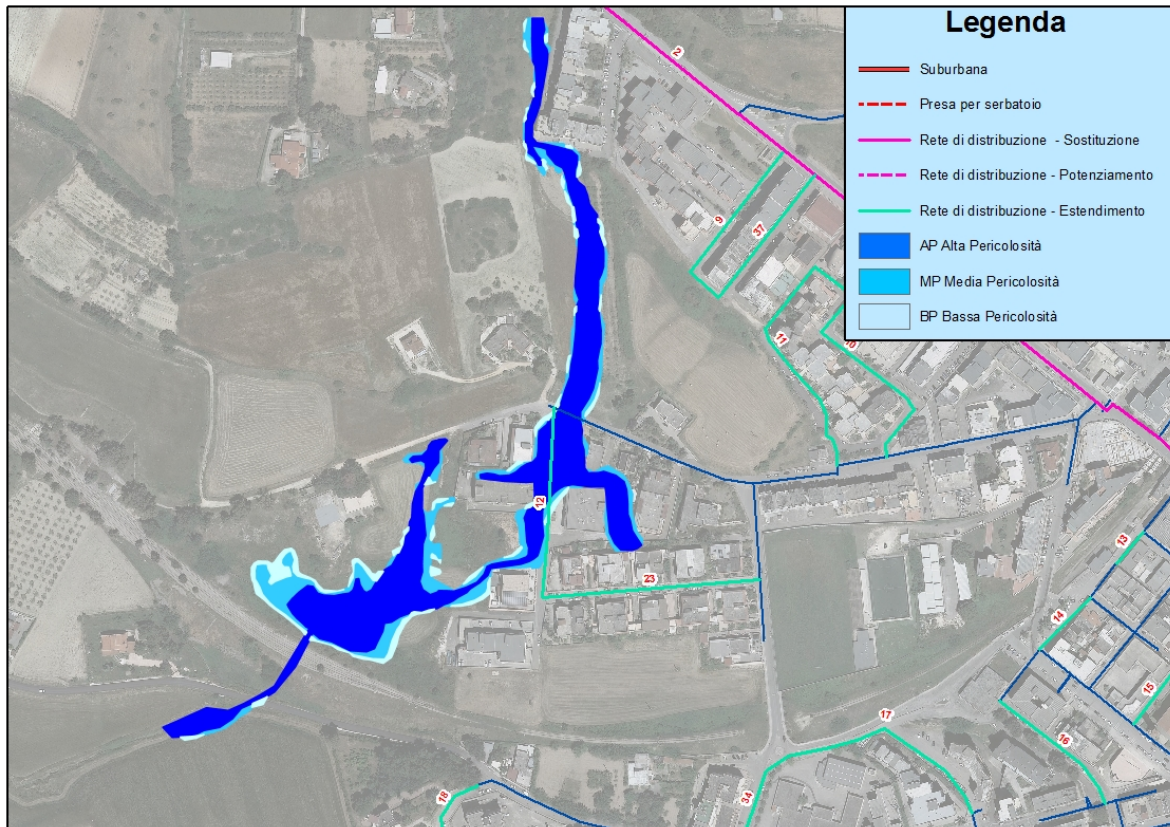 Legenda
Suburbana
Presa per serbatoio
Rete di distribuzione - Sostituzione
Rete di distribuzione - Potenziamento
Rete di distribuzione - Estendimento
AP Alta Pericolosità
MP Media Pericolosità
BP Bassa Pericolosità
2
9
37
11
10
12
23
13
14
15
17
16
34
18